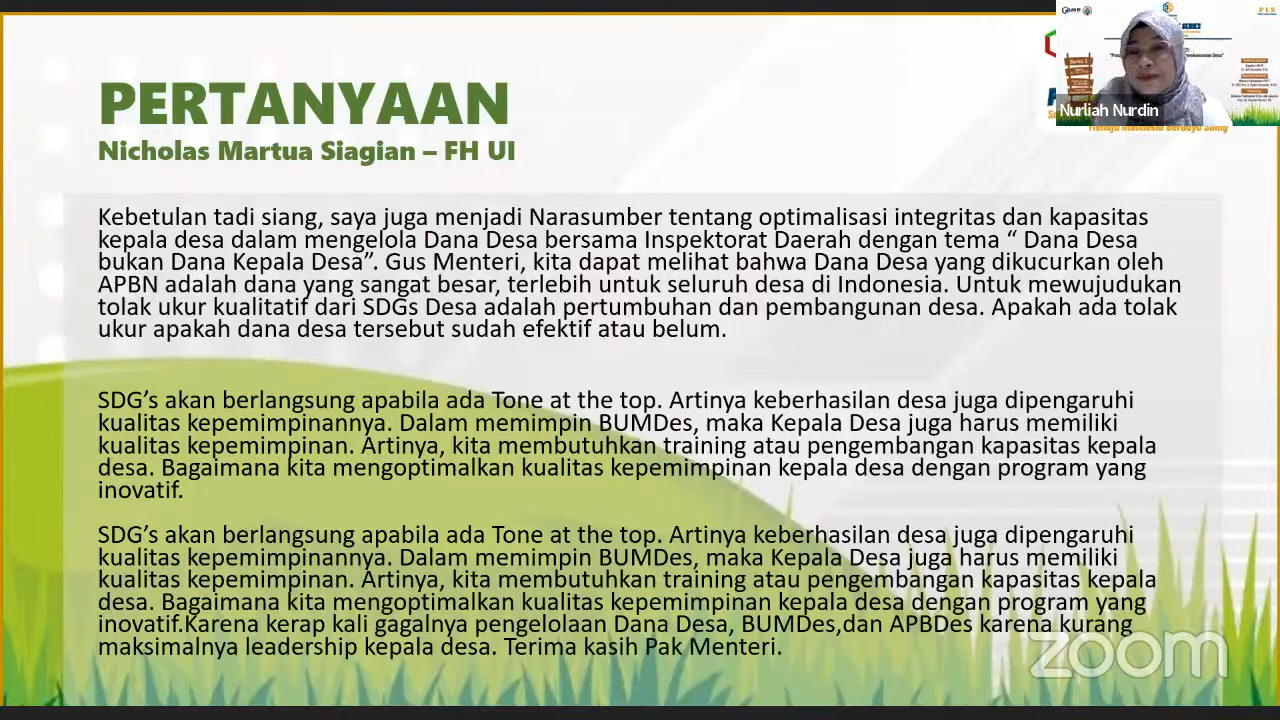 PERTANYAAN
Nicholas Martua Siagian – FH UI
Kebetulan tadi siang, saya juga menjadi Narasumber tentang optimalisasi integritas dan kapasitas
kepala desa dalam mengelola Dana Desa bersama Inspektorat Daerah dengan tema “ Dana Desa
bukan Dana Kepala Desa”. Gus Menteri, kita dapat melihat bahwa Dana Desa yang dikucurkan oleh
APBN adalah dana yang sangat besar, terlebih untuk seluruh desa di Indonesia. Untuk mewujudukan
tolak ukur kualitatif dari SDGs Desa adalah pertumbuhan dan pembangunan desa. Apakah ada tolak
ukur apakah dana desa tersebut sudah efektif atau belum.
SDG’s akan berlangsung apabila ada Tone at the top. Artinya keberhasilan desa juga dipengaruhi
kualitas kepemimpinannya. Dalam memimpin BUMDes, maka Kepala Desa juga harus memiliki
kualitas kepemimpinan. Artinya, kita membutuhkan training atau pengembangan kapasitas kepala
desa. Bagaimana kita mengoptimalkan kualitas kepemimpinan kepala desa dengan program yang
inovatif.
SDG’s akan berlangsung apabila ada Tone at the top. Artinya keberhasilan desa juga dipengaruhi
kualitas kepemimpinannya. Dalam memimpin BUMDes, maka Kepala Desa juga harus memiliki
kualitas kepemimpinan. Artinya, kita membutuhkan training atau pengembangan kapasitas kepala
desa. Bagaimana kita mengoptimalkan kualitas kepemimpinan kepala desa dengan program yang
inovatif.Karena kerap kali gagalnya pengelolaan Dana Desa, BUMDes,dan APBDes karena kurang
maksimalnya leadership kepala desa. Terima kasih Pak Menteri.
Nurliah Nurdin
Menuju Indonesia Berdaya Saing
zoom